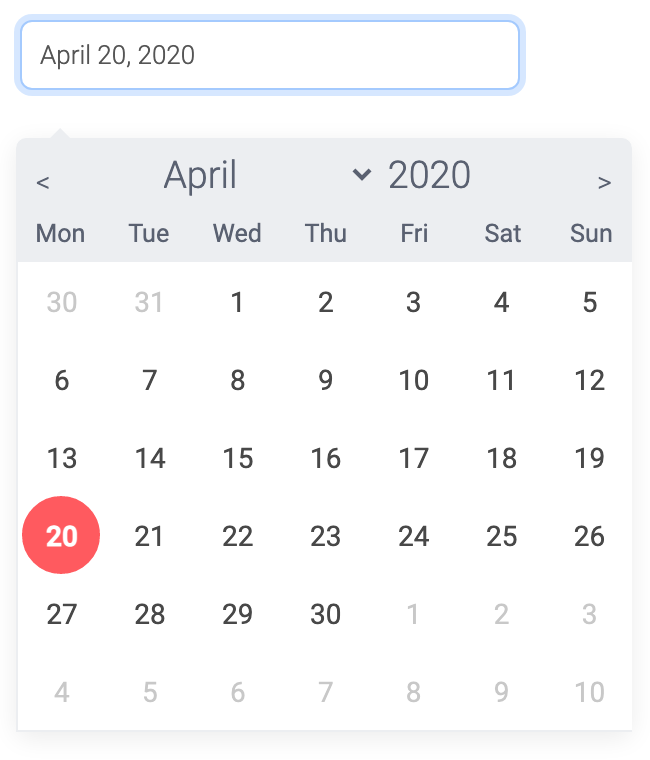 April 20, 2020
< April 2020 >
Mon Tue Wed Thu Fri Sat Sun
30 31 1 2 3 4 5
6 7 8 9 10 11 12
13 14 15 16 17 18 19
20 21 22 23 24 25 26
27 28 29 30 1 2 3
4 5 6 7 8 9 10